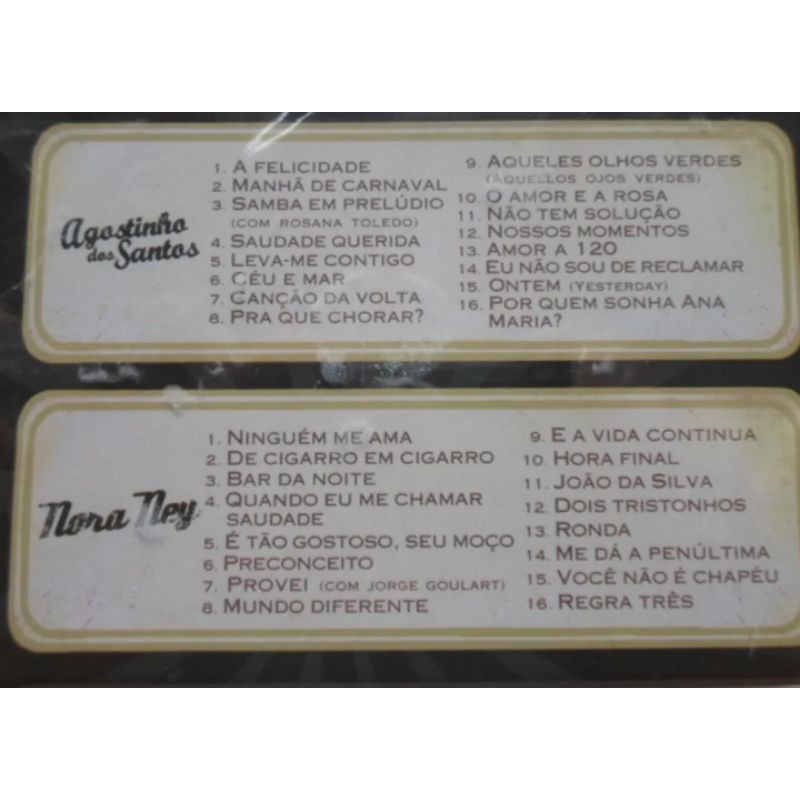 Agostinho
dos Santos
1. A FELICIDADE
2. MANHÃ DE CARNAVAL
3. SAMBA EM PRELÚDIO
(COM ROSANA TOLEDO)
4. SAUDADE QUERIDA
5. LEVA-ME CONTIGO
6. CÉU E MAR
7. CANÇÃO DA VOLTA
8. PRA QUE CHORAR?
9. AQUELES OLHOS VERDES
(AQUELLOS OJOS VERDES)
10. O AMOR E A ROSA
11. NÃO TEM SOLUÇÃO
12. NOSSOS MOMENTOS
13. AMOR A 120
14. EU NÃO SOU DE RECLAMAR
15. ONTEM (YESTERDAY)
16. POR QUEM SONHA ANA
MARIA?
Nora Ney
1. NINGUÉM ME AMA
2. DE CIGARRO EM CIGARRO
3. BAR DA NOITE
4. QUANDO EU ME CHAMAR
SAUDADE
5. É TÃO GOSTOSO, SEU MOÇO
6. PRECONCEITO
7. PROVEI (COM JORGE GOULART)
8. MUNDO DIFERENTE
9. E A VIDA CONTINUA
10. HORA FINAL
11. JOÃO DA SILVA
12. DOIS TRISTONHOS
13. RONDA
14. ME DÁ A PENÚLTIMA
15. VOCÊ NÃO É CHAPÉU
16. REGRA TRÊS